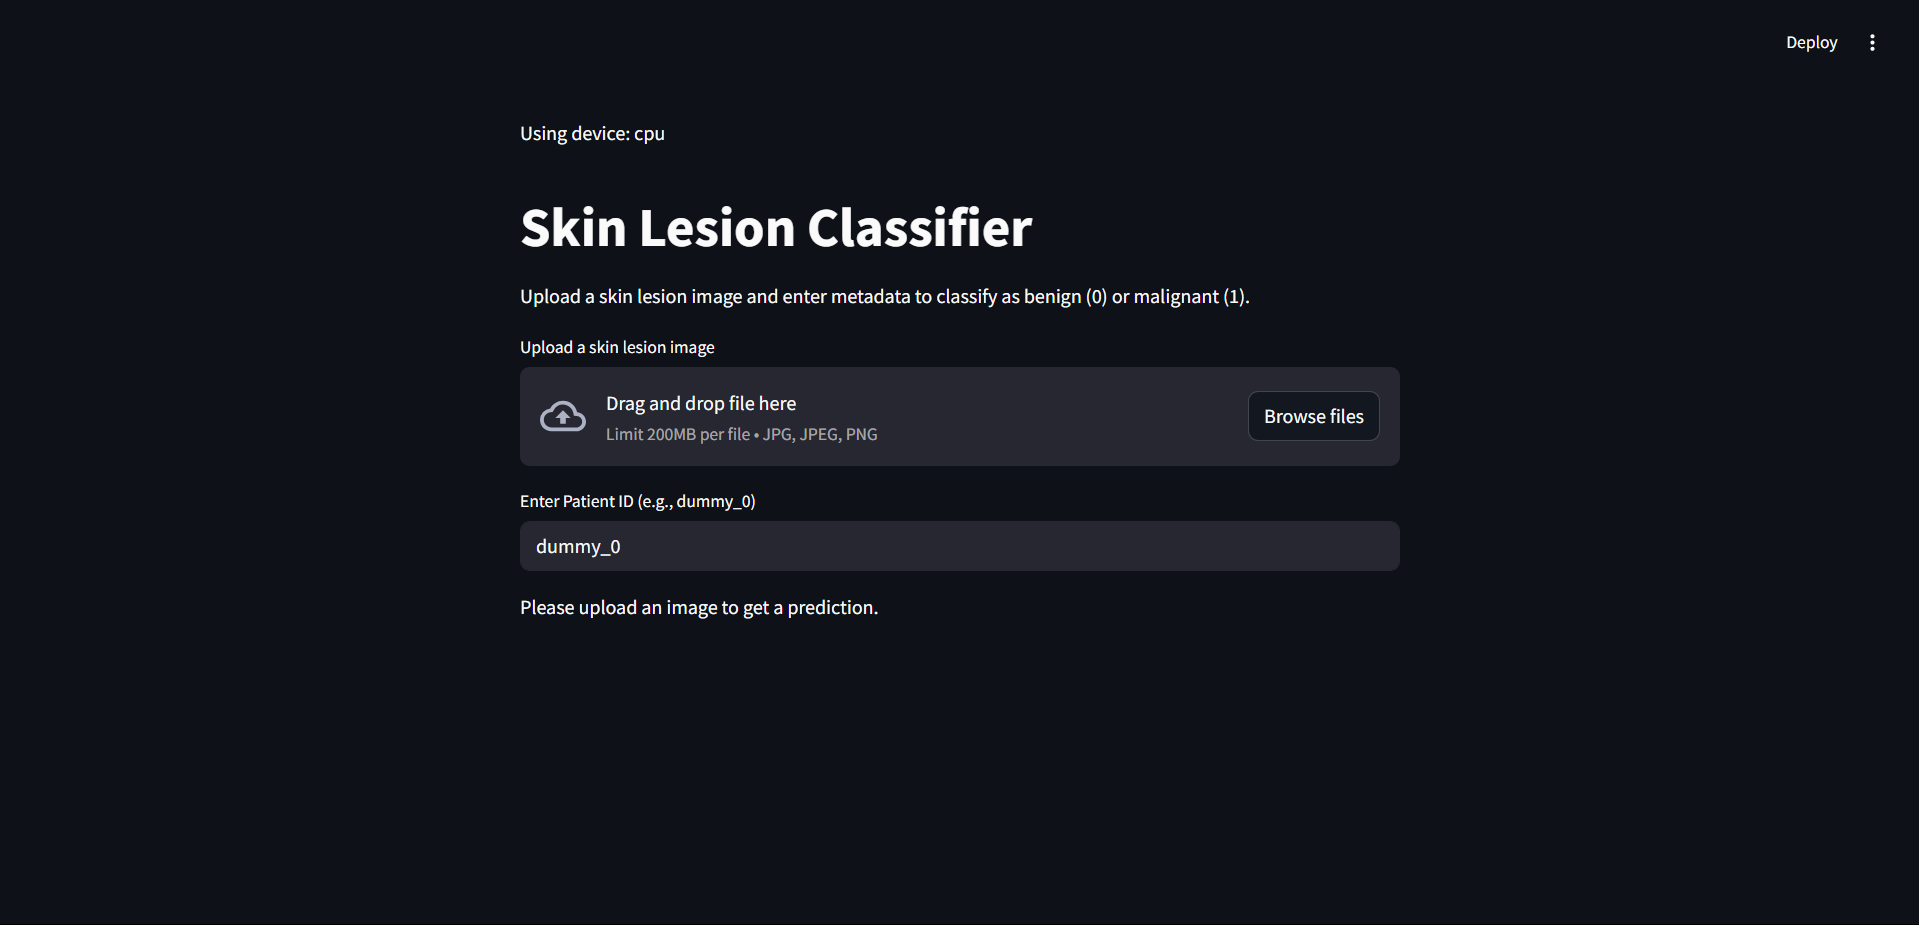 Deploy
Using device: cpu
Skin Lesion Classifier
Upload a skin lesion image and enter metadata to classify as benign (0) or malignant (1).
Upload a skin lesion image
Drag and drop file here
Limit 200MB per file • JPG, JPEG, PNG
Browse files
Enter Patient ID (e.g., dummy_0)
dummy_0
Please upload an image to get a prediction.